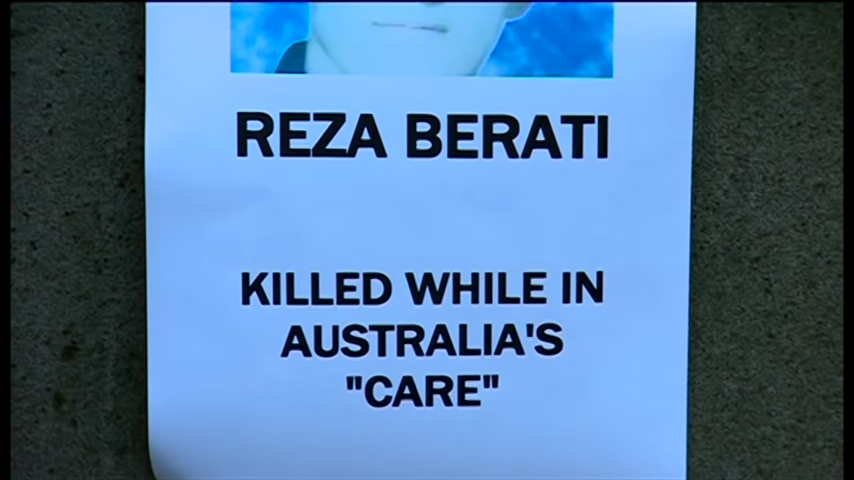 REZA BERATI
KILLED WHILE IN
AUSTRALIA'S
"CARE"